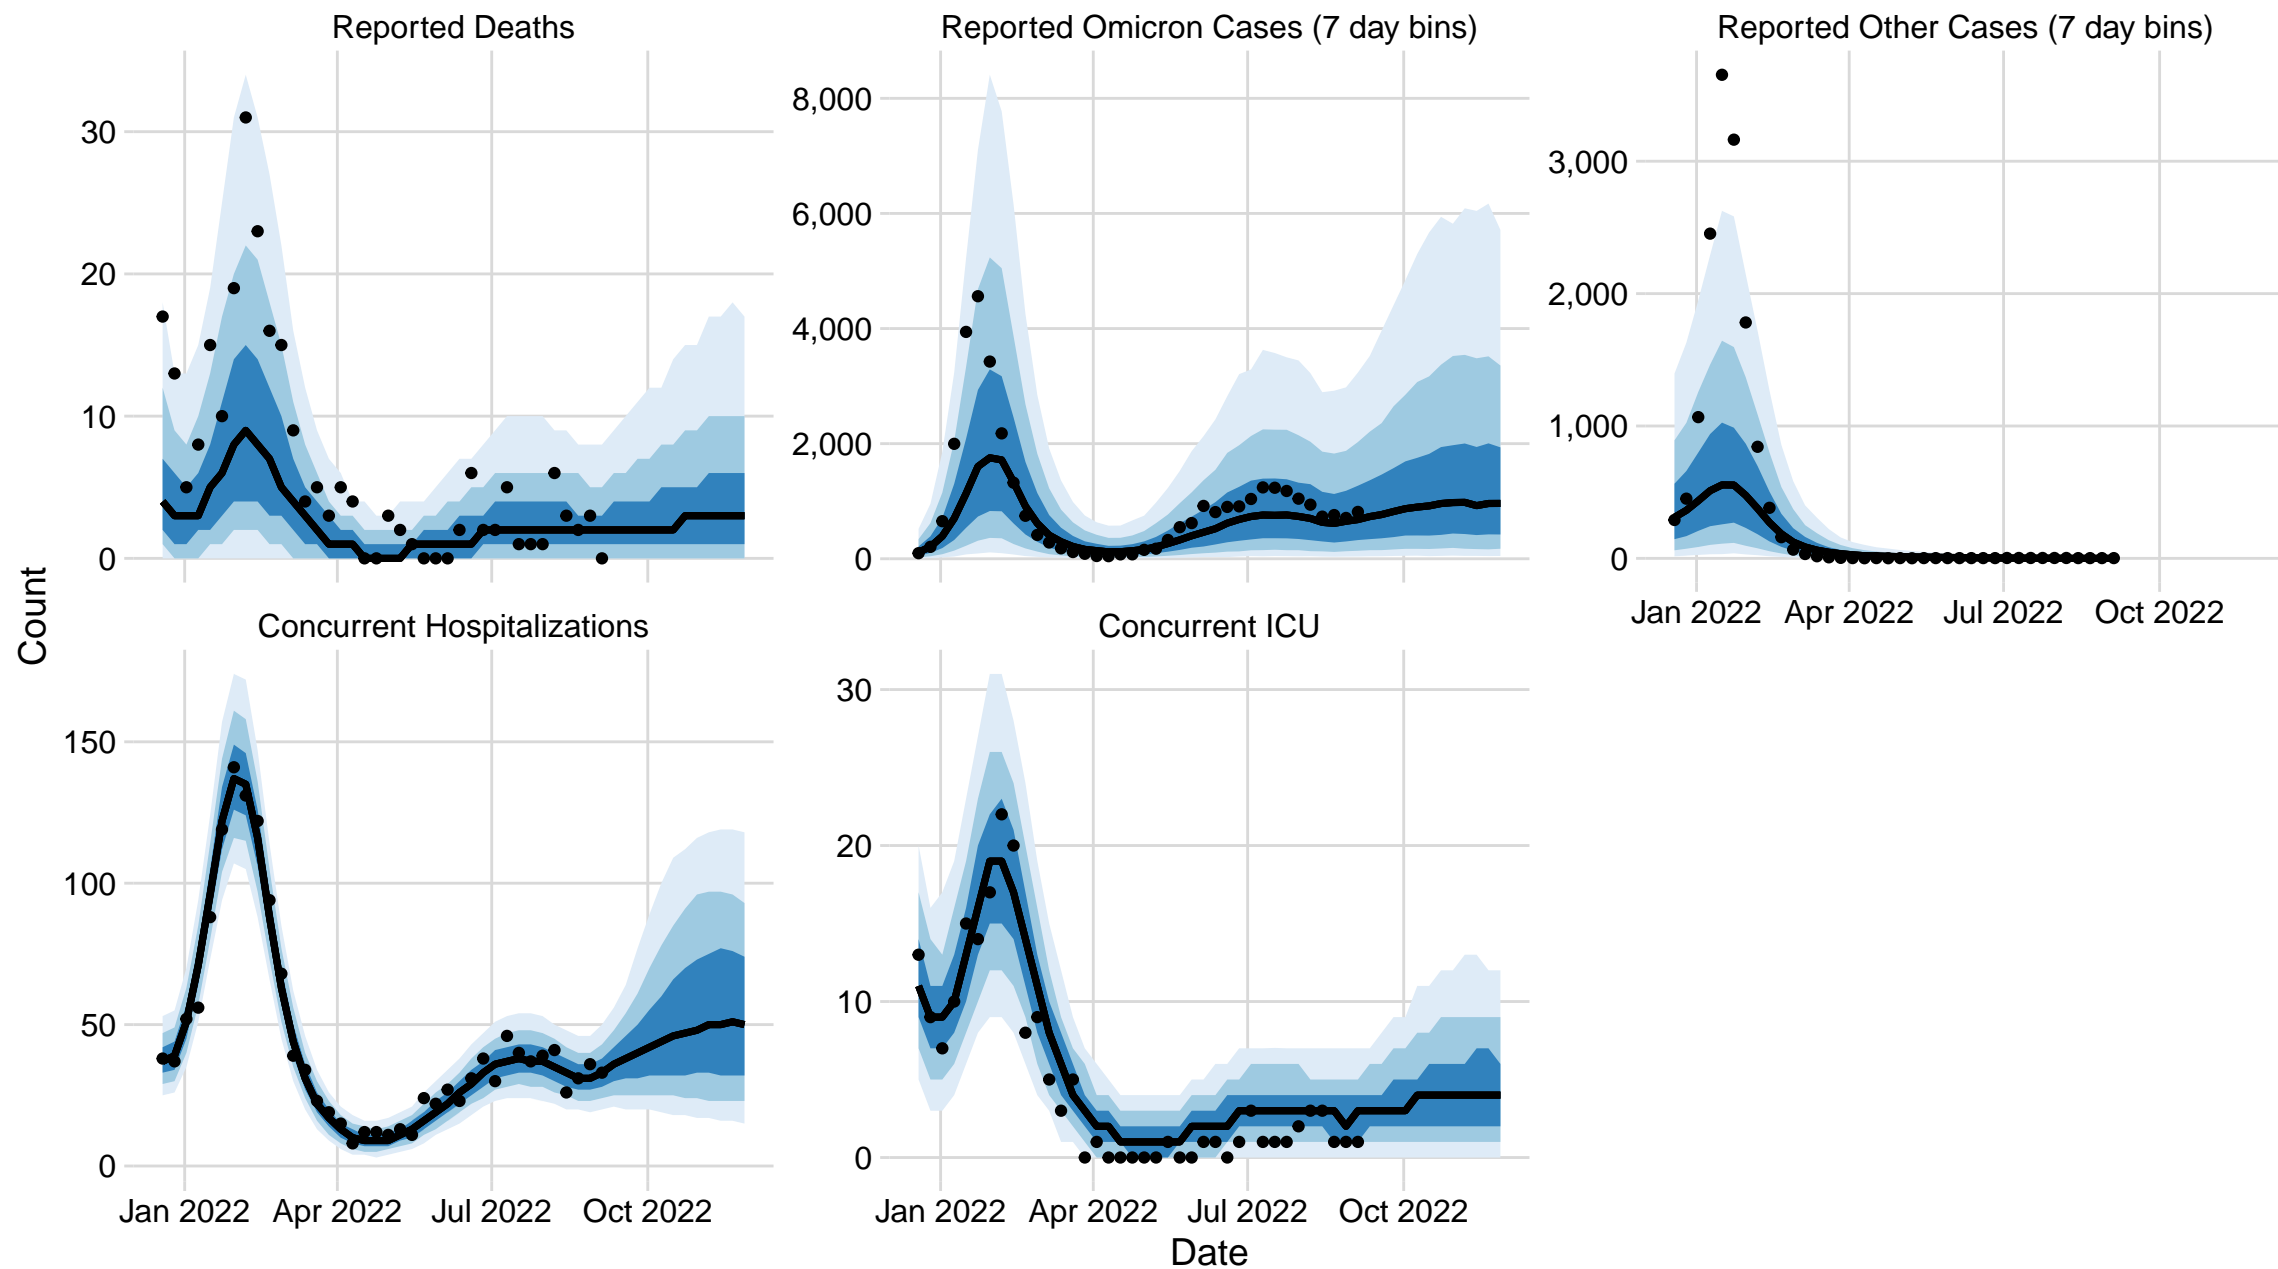 Reported Deaths
Reported Omicron Cases (7 day bins)
Reported Other Cases (7 day bins)
30
20
10
0
8,000
6,000
4,000
2,000
0
3,000
2,000
1,000
0
Jan 2022 Apr 2022 Jul 2022 Oct 2022
Count
Concurrent Hospitalizations
Concurrent ICU
150
100
50
0
30
20
10
0
Jan 2022 Apr 2022 Jul 2022 Oct 2022
Jan 2022 Apr 2022 Jul 2022 Oct 2022
Date